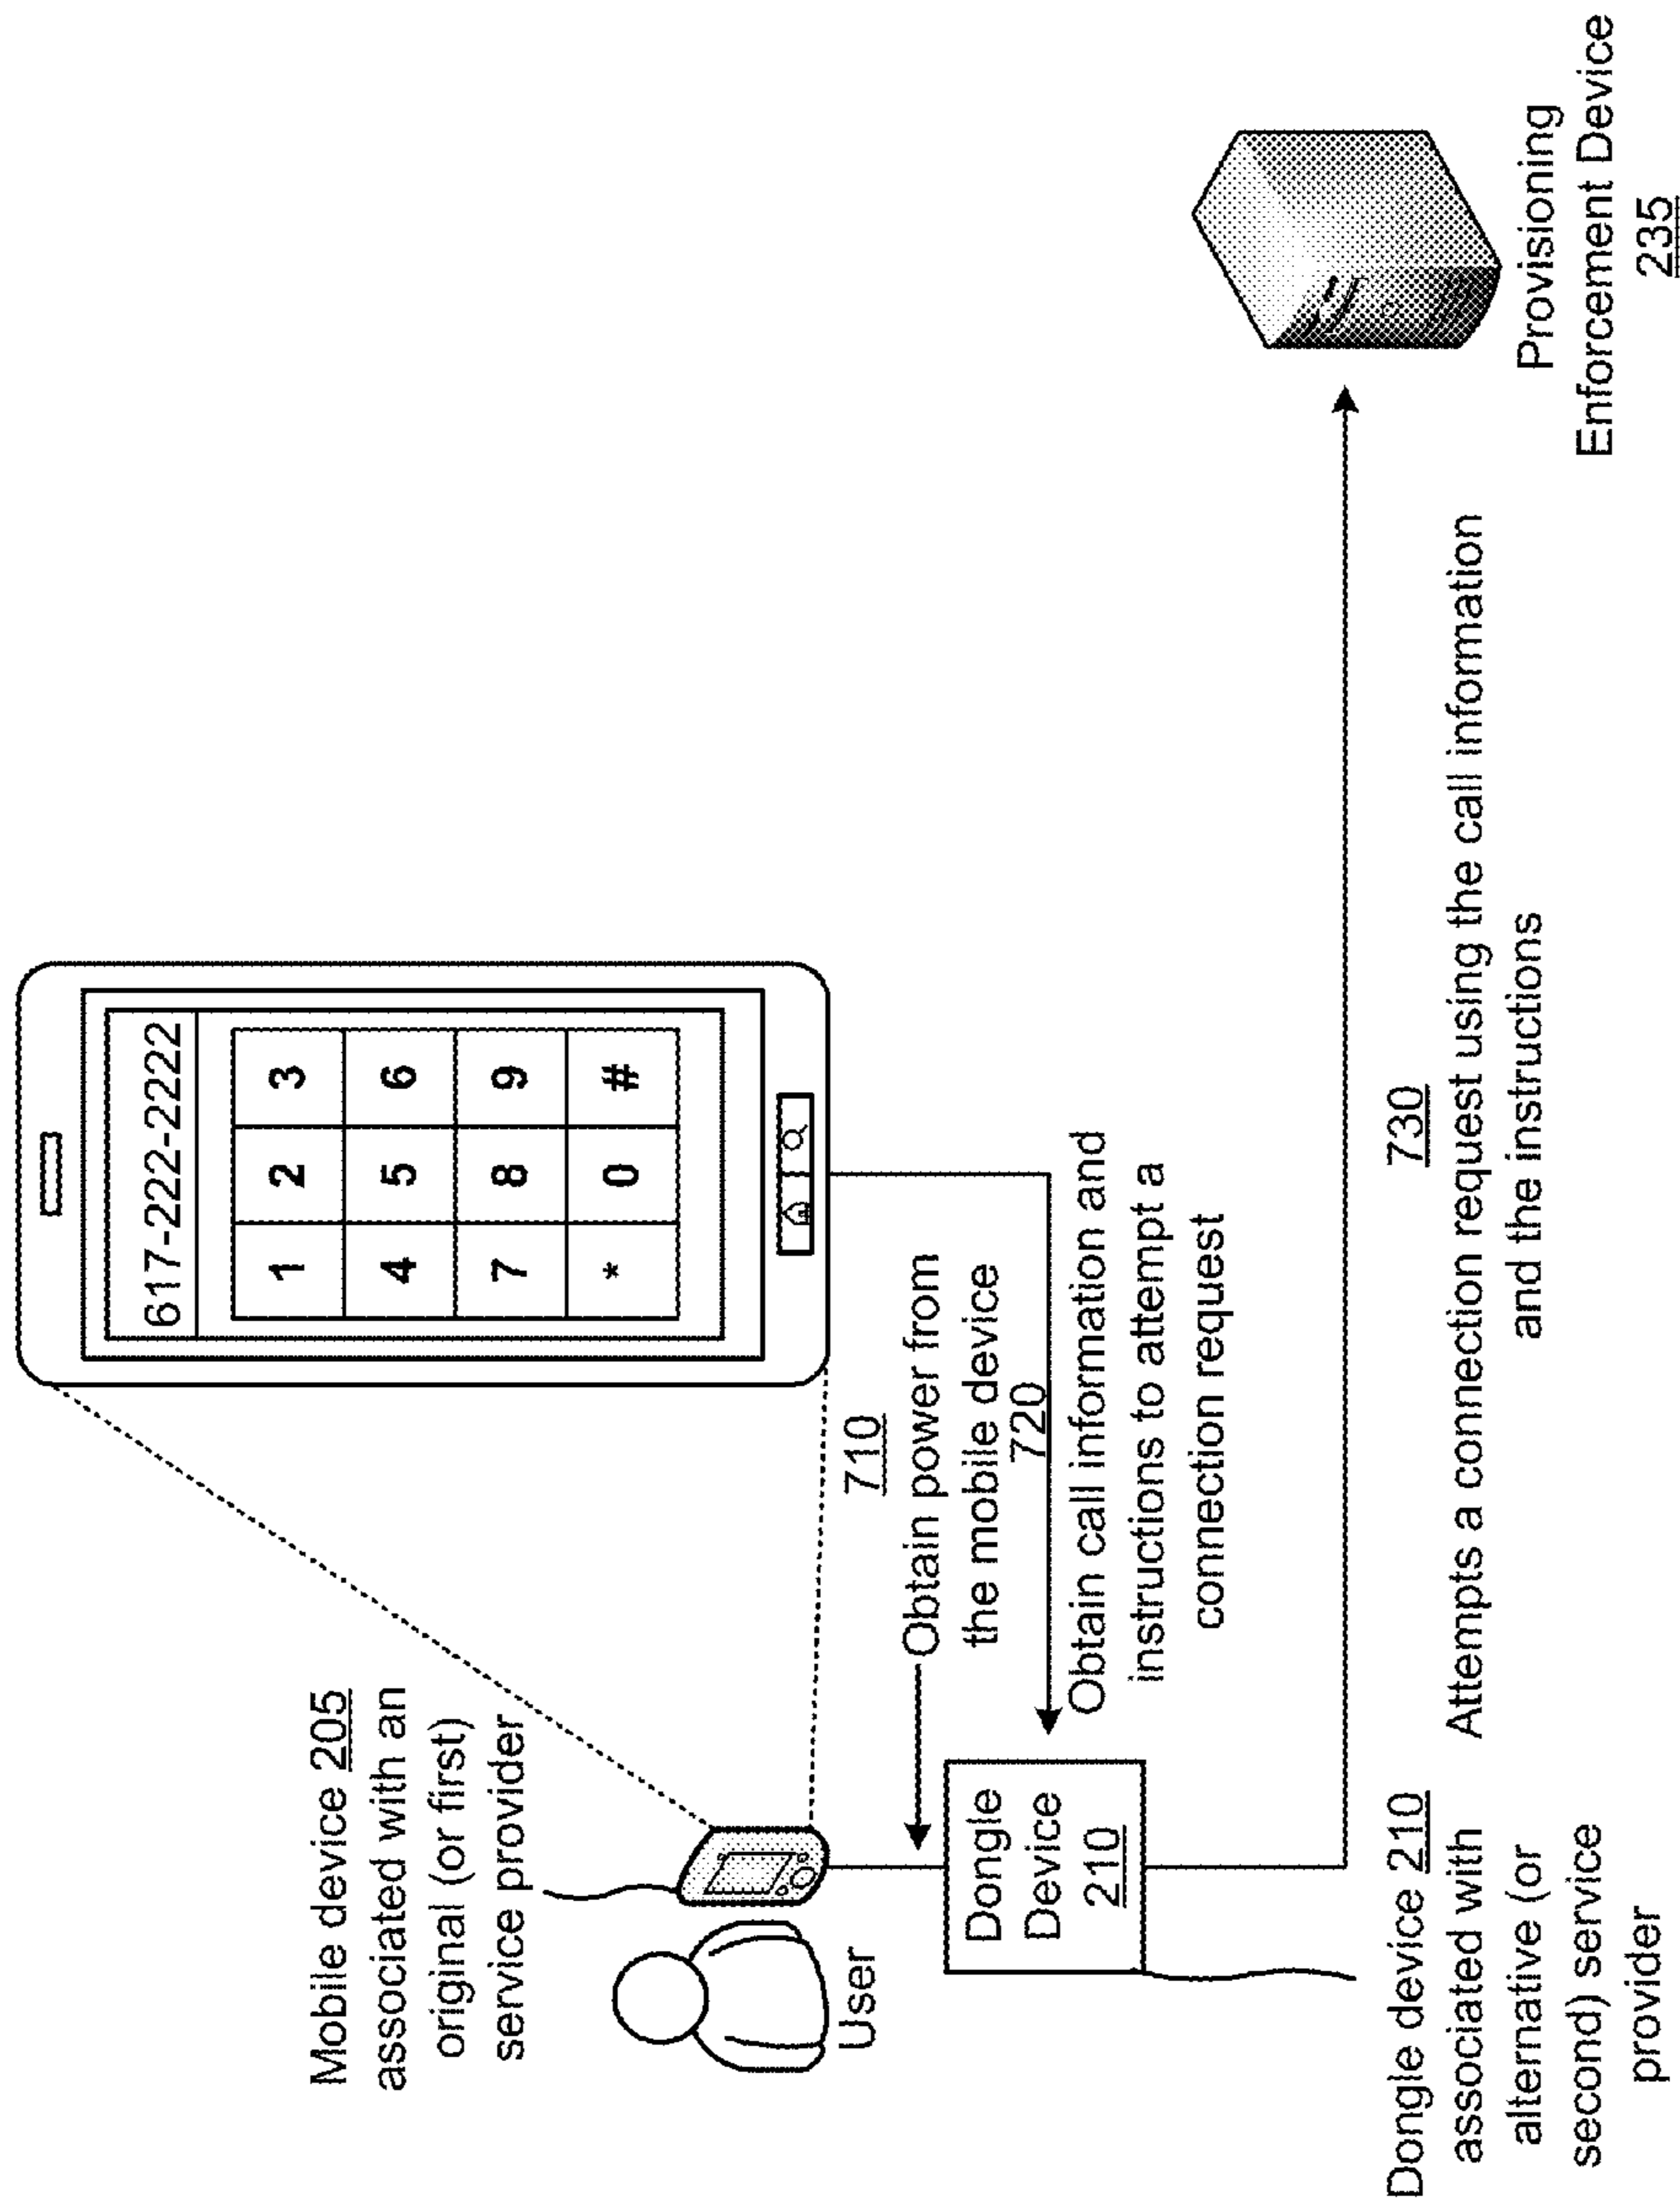 Mobile device 205
associated with an
original (or first)
service provider
617-222-2222
1 2 3
4 5 6
7 8 9
* 0 #
User
710
Obtain power from
the mobile device
720
Dongle
Device
210
Obtain call information and
instructions to attempt a
connection request
Dongle device 210
associated with
alternative (or
second) service
provider
730
Attempts a connection request using the call information
and the instructions
Provisioning
Enforcement Device
235